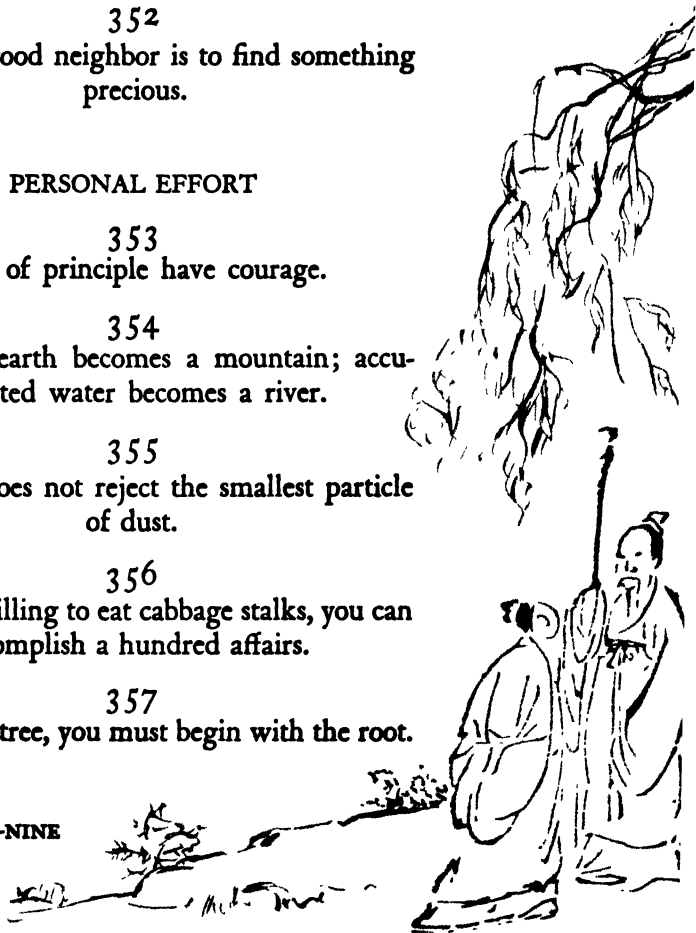 352
ood neighbor is to find something
precious.
PERSONAL EFFORT
353
of principle have courage.
354
earth becomes a mountain; accu-
ted water becomes a river.
355
oes not reject the smallest particle
of dust.
356
illing to eat cabbage stalks, you can
omplish a hundred affairs.
357
tree, you must begin with the root.
-NINE